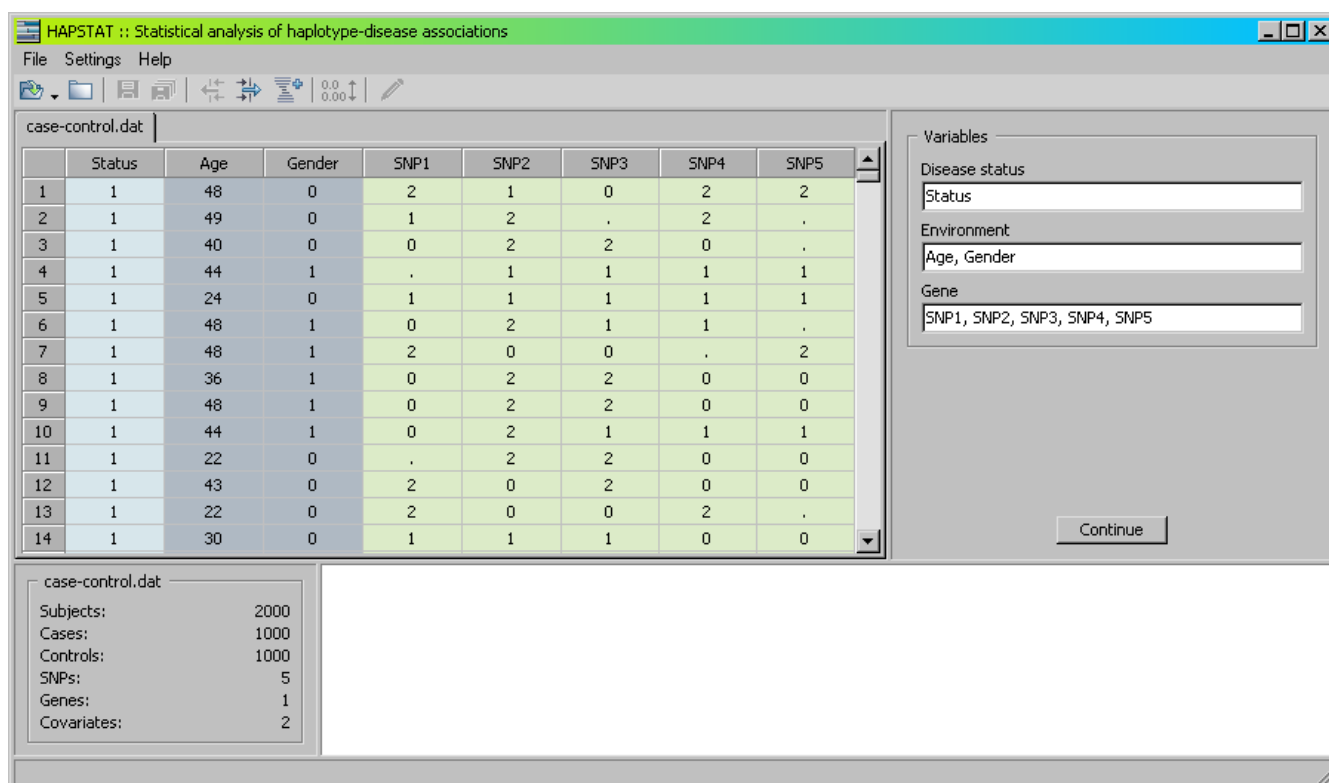 HAPSTAT :: Statistical analysis of haplotype-disease associations
File Settings Help
0.0
0.00
case-control.dat
Status Age Gender SNP1 SNP2 SNP3 SNP4 SNP5
1 1 48 0 2 1 0 2 2
2 1 49 0 1 2 . 2 .
3 1 40 0 0 2 2 0 .
4 1 44 1 . 1 1 1 1
5 1 24 0 1 1 1 1 1
6 1 48 1 0 2 1 1 .
7 1 48 1 2 0 0 . 2
8 1 36 1 0 2 2 0 0
9 1 48 1 0 2 2 0 0
10 1 44 1 0 2 1 1 1
11 1 22 0 . 2 2 0 0
12 1 43 0 2 0 2 0 0
13 1 22 0 2 0 0 2 .
14 1 30 0 1 1 1 0 0
Variables
Disease status
Status
Environment
Age, Gender
Gene
SNP1, SNP2, SNP3, SNP4, SNP5
Continue
case-control.dat
Subjects: 2000
Cases: 1000
Controls: 1000
SNPs: 5
Genes: 1
Covariates: 2